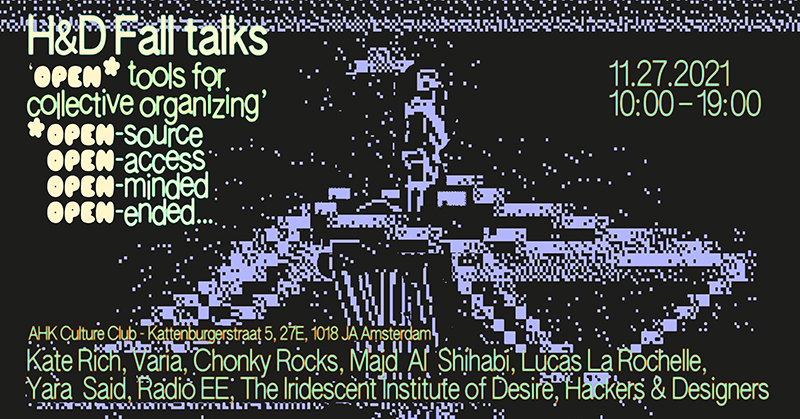 H&D Fall talks
'OPEN* tools for
collective organizing'
*OPEN-source
OPEN-access
OPEN-minded
OPEN-ended...
11.27.2021
10:00 – 19:00
AHK Culture Club - Kattenburgerstraat 5, 27E, 1018 JA Amsterdam
Kate Rich, Varia, Chonky Rocks, Majd Al Shihabi, Lucas La Rochelle,
Yara Said, Radio EE, The Iridescent Institute of Desire, Hackers & Designers